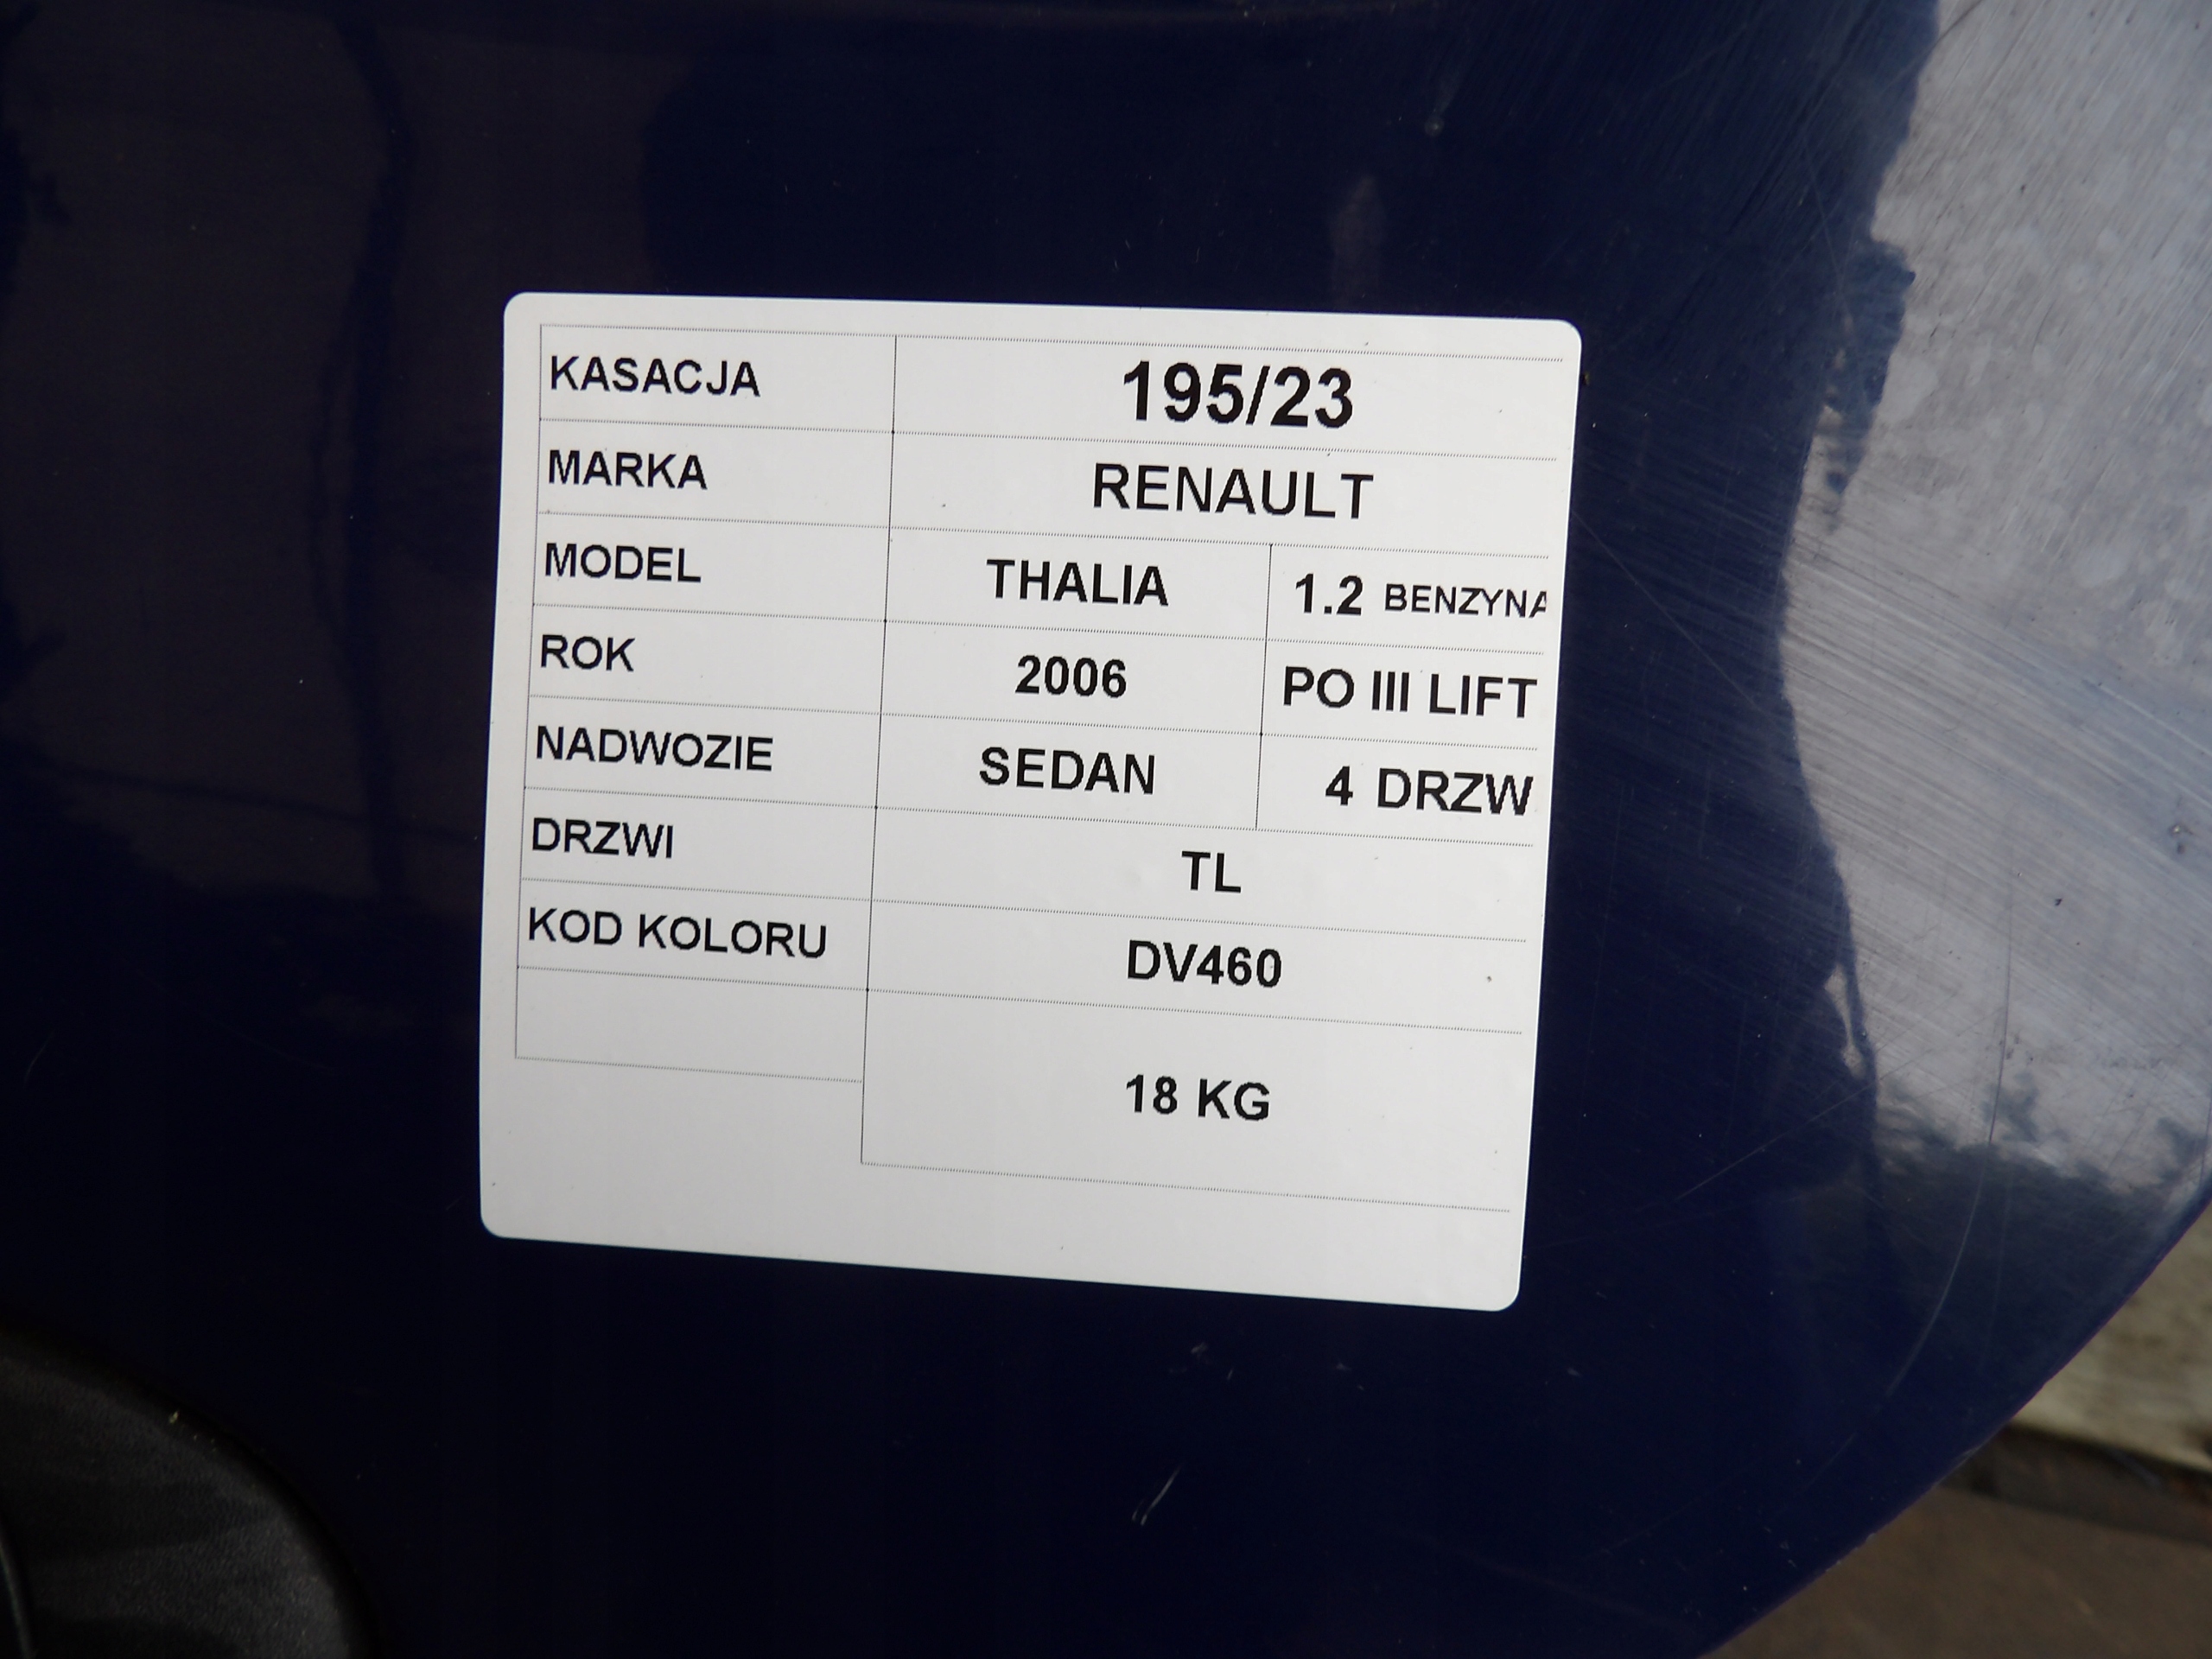 KASACJA 195/23
MARKA RENAULT
MODEL THALIA 1.2 BENZYNA
ROK 2006 PO III LIFT
NADWOZIE SEDAN 4 DRZW
DRZWI TL
KOD KOLORU DV460
18 KG